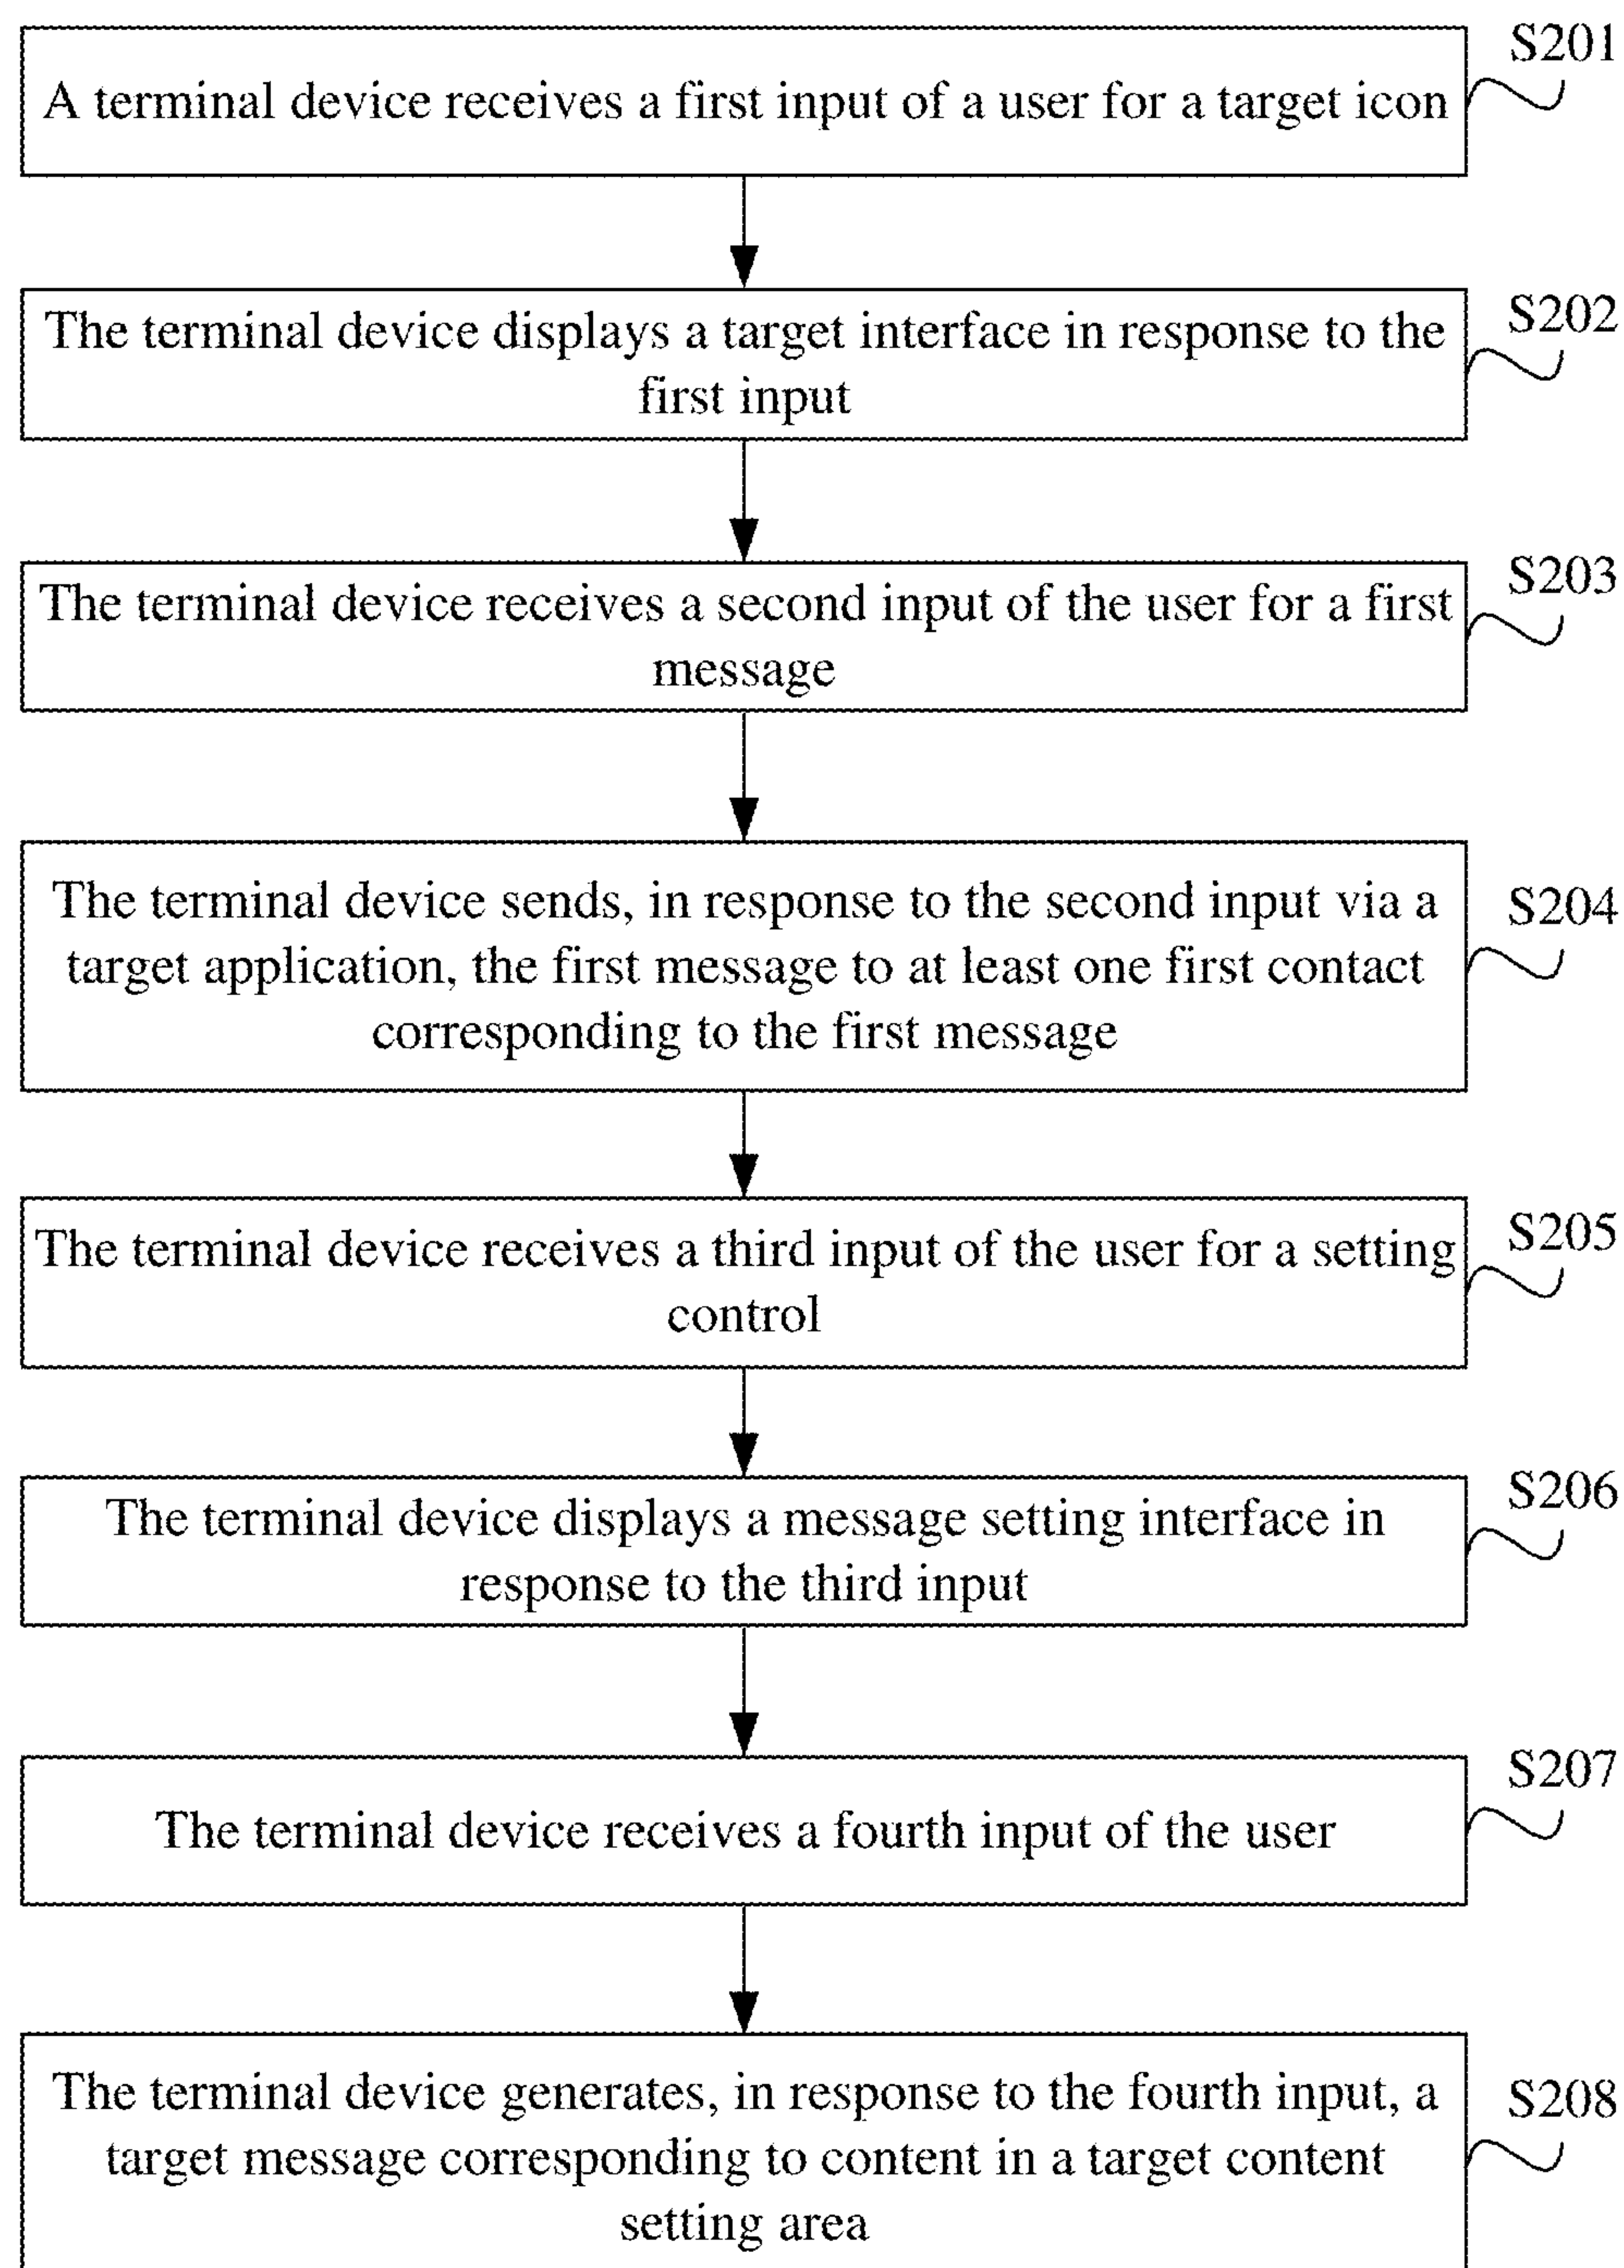 S201
A terminal device receives a first input of a user for a target icon
S202
The terminal device displays a target interface in response to the
first input
S203
The terminal device receives a second input of the user for a first
message
S204
The terminal device sends, in response to the second input via a
target application, the first message to at least one first contact
corresponding to the first message
S205
The terminal device receives a third input of the user for a setting
control
S206
The terminal device displays a message setting interface in
response to the third input
S207
The terminal device receives a fourth input of the user
S208
The terminal device generates, in response to the fourth input, a
target message corresponding to content in a target content
setting area